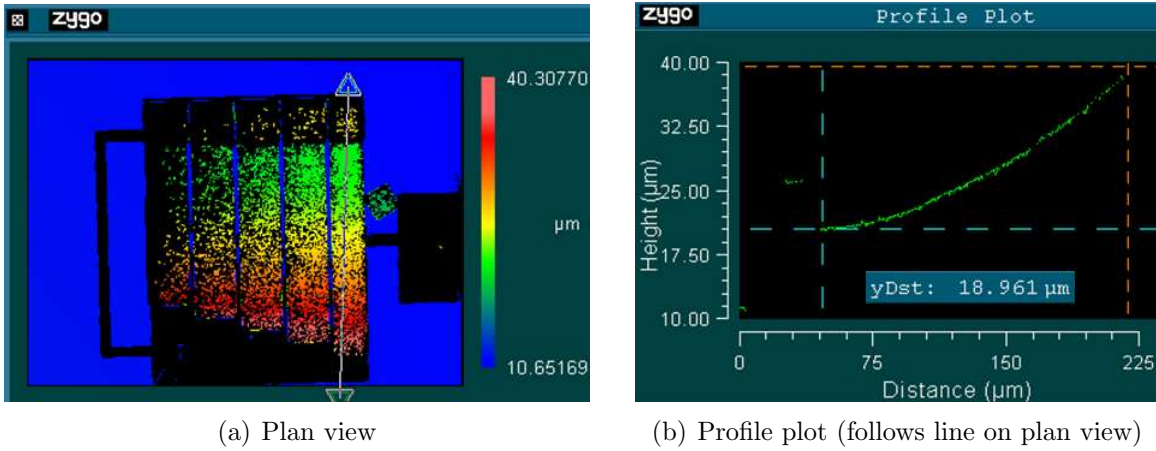 zygo
40.30770
µm
10.65169
(a) Plan view
zygo
Profile Plot
40.00
32.50
25.00
17.50
10.00
Height (µm)
yDst: 18.961 µm
0
75
150
225
Distance (µm)
(b) Profile plot (follows line on plan view)